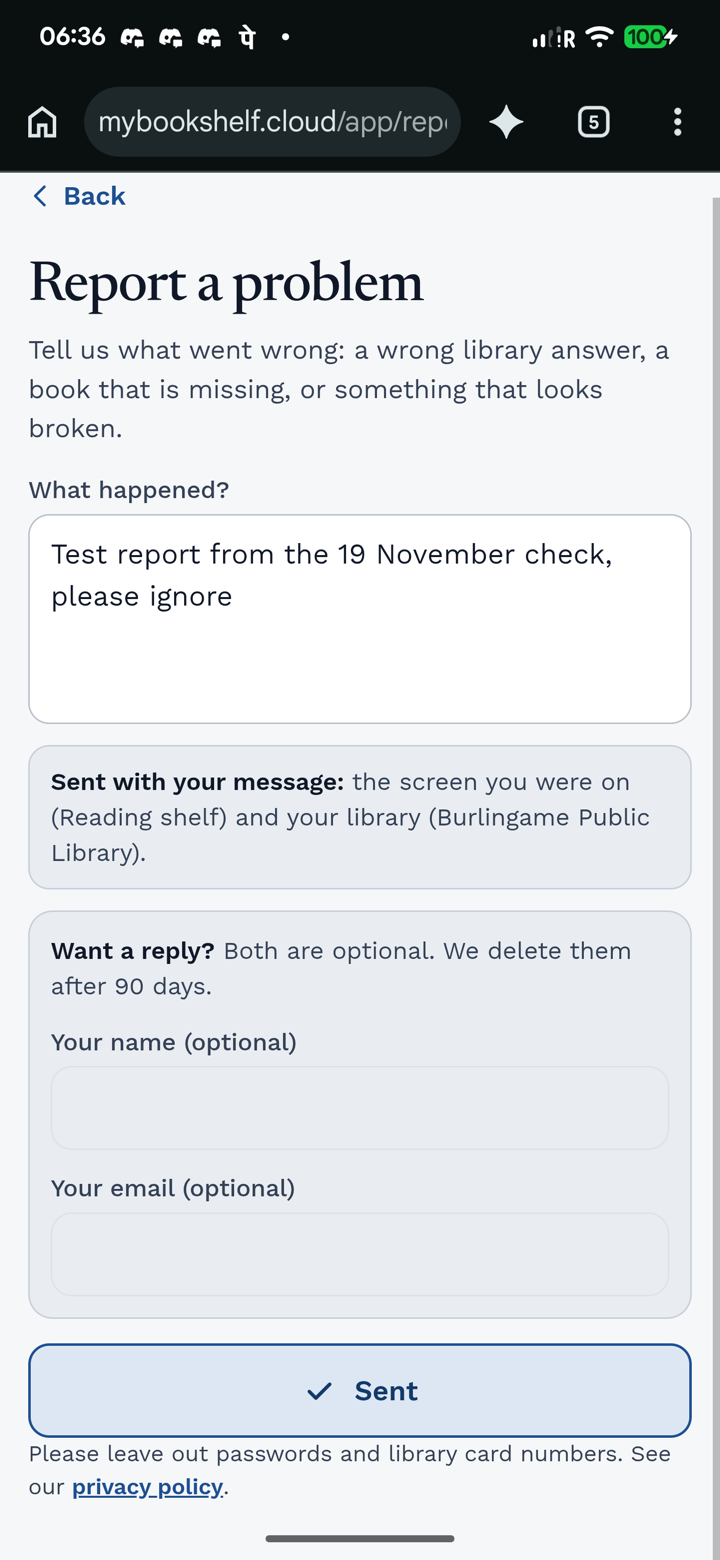 06:36 पे
R 100
mybookshelf.cloud/app/rep
5
Back
Report a problem
Tell us what went wrong: a wrong library answer, a
book that is missing, or something that looks
broken.
What happened?
Test report from the 19 November check,
please ignore
Sent with your message: the screen you were on
(Reading shelf) and your library (Burlingame Public
Library).
Want a reply? Both are optional. We delete them
after 90 days.
Your name (optional)
Your email (optional)
Sent
Please leave out passwords and library card numbers. See
our privacy policy.